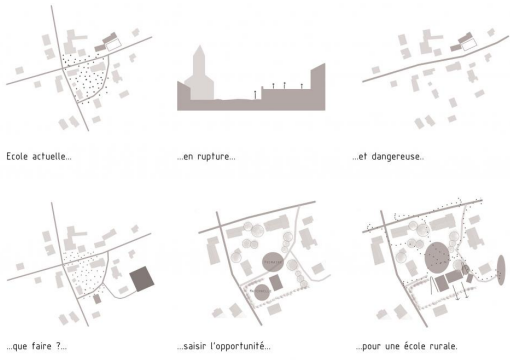 Ecole actuelle...
...en rupture...
...et dangereuse..
...que faire ?...
...saisir l'opportunité...
...pour une école rurale.